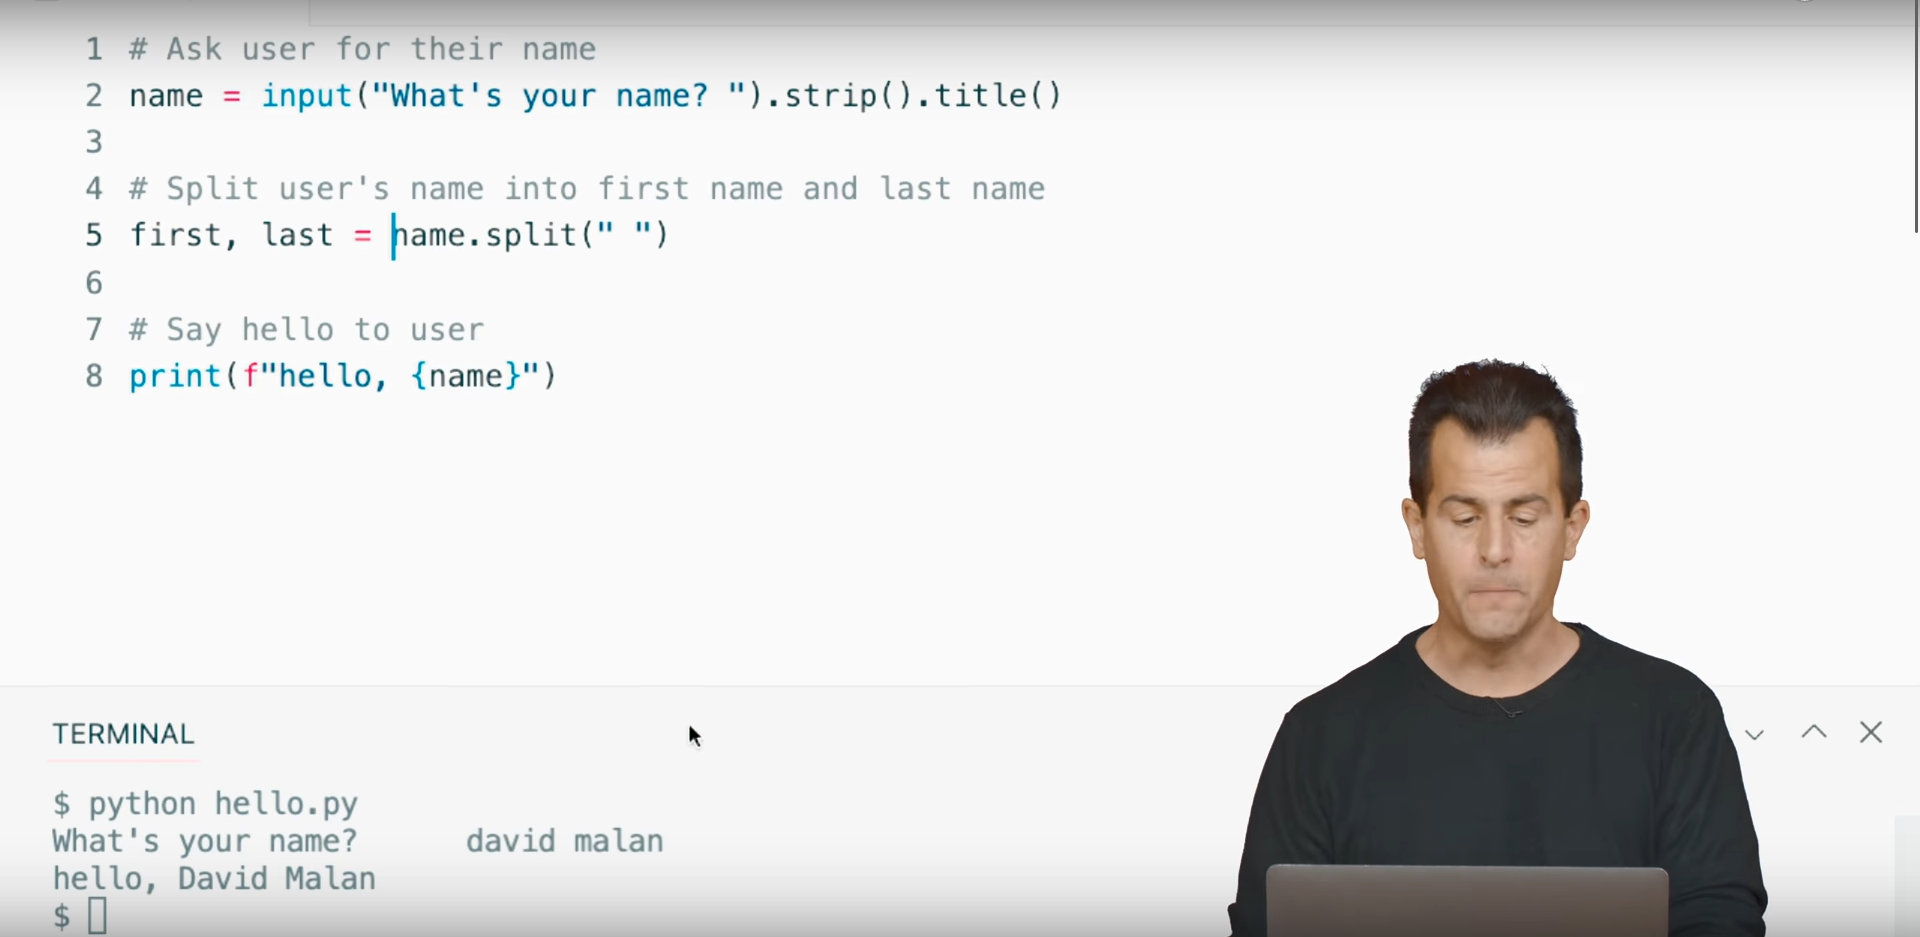 1 # Ask user for their name
2 name = input("What's your name? ").strip().title()
3
4 # Split user's name into first name and last name
5 first, last = name.split(" ")
6
7 # Say hello to user
8 print(f"hello, {name}")
TERMINAL
$ python hello.py
What's your name?      david malan
hello, David Malan
$